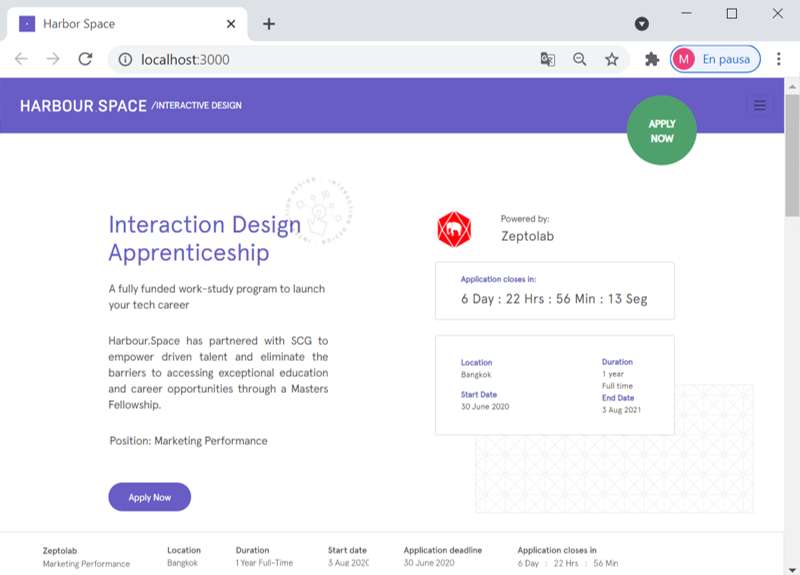 Harbor Space
localhost:3000
M En pausa
HARBOUR.SPACE /INTERACTIVE DESIGN
APPLY
NOW
Interaction Design
Apprenticeship
A fully funded work-study program to launch
your tech career
Harbour.Space has partnered with SCG to
empower driven talent and eliminate the
barriers to accessing exceptional education
and career opportunities through a Masters
Fellowship.
Position: Marketing Performance
Apply Now
Powered by:
Zeptolab
Application closes in:
6 Day : 22 Hrs : 56 Min : 13 Seg
Location
Bangkok
Start Date
30 June 2020
Duration
1 year
Full time
End Date
3 Aug 2021
Zeptolab
Marketing Performance
Location
Bangkok
Duration
1 Year Full-Time
Start date
3 Aug 2020
Application deadline
30 June 2020
Application closes in
6 Day : 22 Hrs : 56 Min